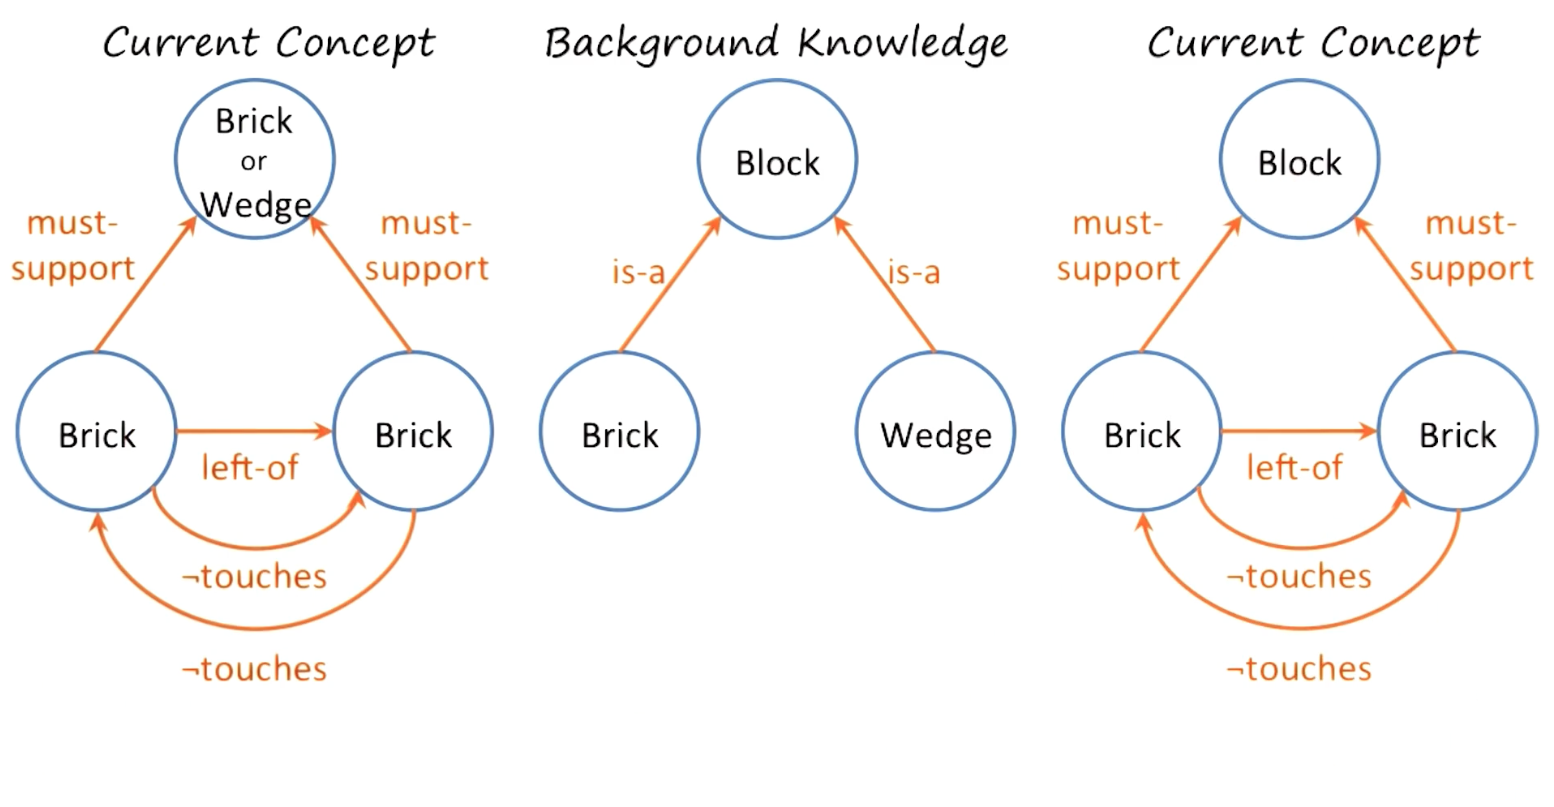 Current Concept
Brick
or
Wedge
must-
support
must-
support
Brick
Brick
left-of
¬touches
¬touches
Background Knowledge
Block
is-a
is-a
Brick
Wedge
Current Concept
Block
must-
support
must-
support
Brick
Brick
left-of
¬touches
¬touches